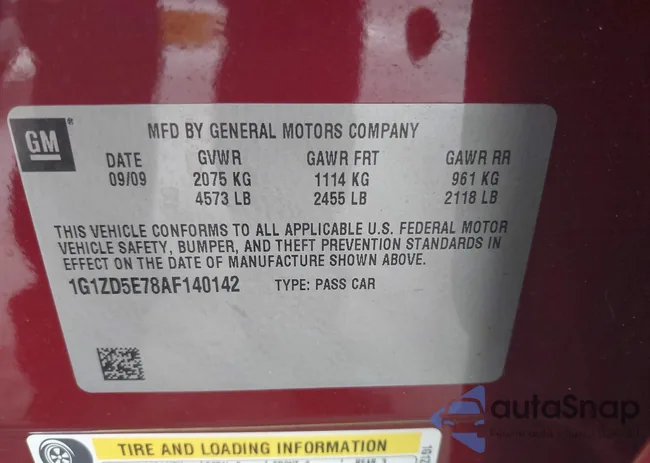 GM ®
MFD BY GENERAL MOTORS COMPANY
DATE GVWR GAWR FRT GAWR RR
09/09 2075 KG 1114 KG 961 KG
4573 LB 2455 LB 2118 LB
THIS VEHICLE CONFORMS TO ALL APPLICABLE U.S. FEDERAL MOTOR
VEHICLE SAFETY, BUMPER, AND THEFT PREVENTION STANDARDS IN
EFFECT ON THE DATE OF MANUFACTURE SHOWN ABOVE.
1G1ZD5E78AF140142 TYPE: PASS CAR
autaSnap
TIRE AND LOADING INFORMATION